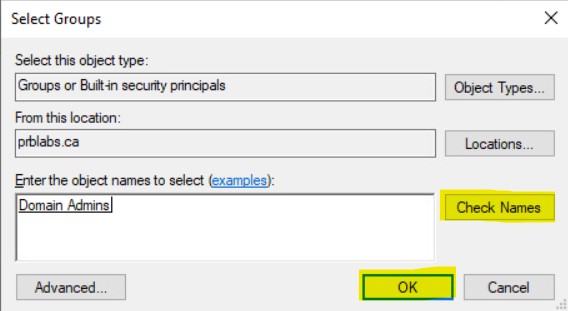 Select Groups
Select this object type:
Groups or Built-in security principals
Object Types...
From this location:
prblabs.ca
Locations...
Enter the object names to select (examples):
Domain Admins
Check Names
Advanced...
OK
Cancel